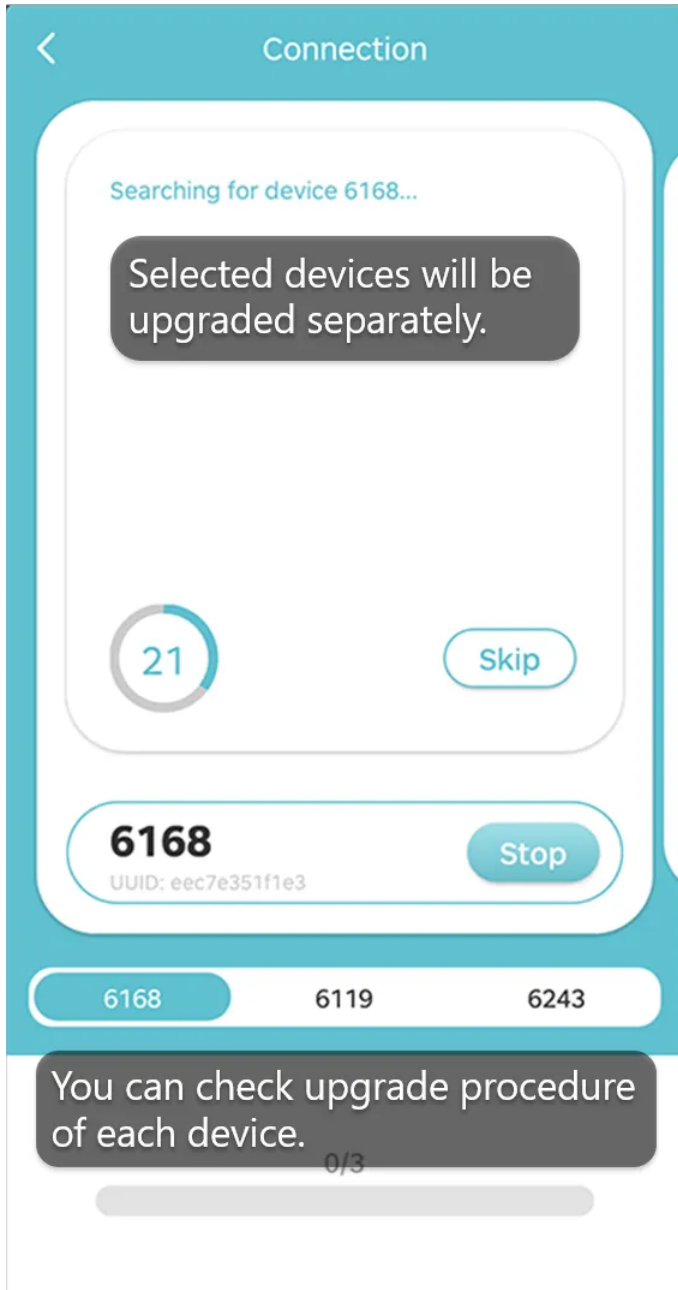 Connection
Searching for device 6168...
Selected devices will be
upgraded separately.
21
Skip
6168
UUID: eec7e351f1e3
Stop
6168 6119 6243
You can check upgrade procedure
of each device.
0/3